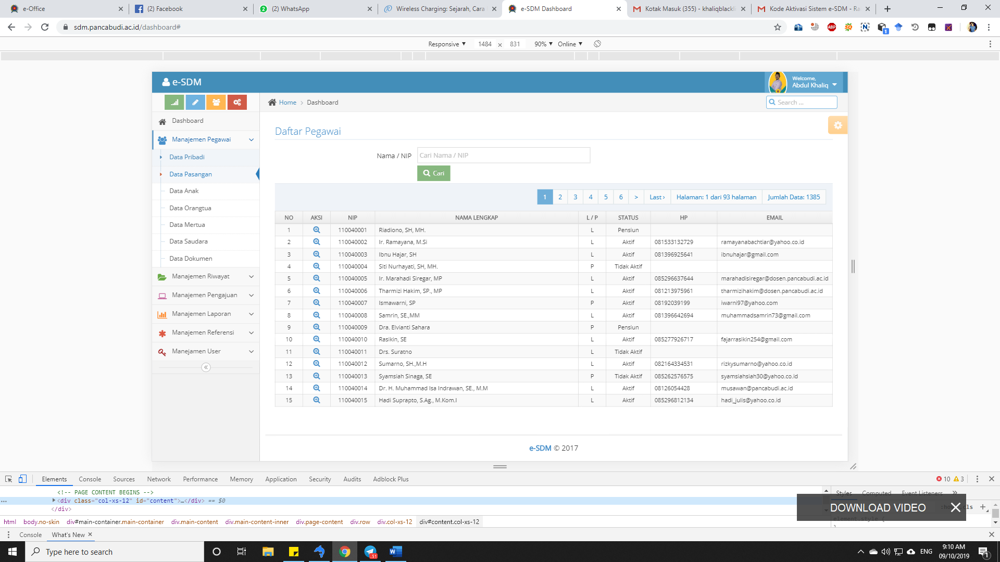 e-Office
(2) Facebook
(2) WhatsApp
Wireless Charging: Sejarah, Cara
e-SDM Dashboard
Kotak Masuk (355) - khaliqblackli
Kode Aktivasi Sistem e-SDM - Ra
sdm.pancabudi.ac.id/dashboard#
Responsive 1484 x 831 90% Online
e-SDM
Welcome,
Abdul Khaliq
Home > Dashboard
Search ...
Dashboard
Manajemen Pegawai
Data Pribadi
Data Pasangan
Data Anak
Data Orangtua
Data Mertua
Data Saudara
Data Dokumen
Manajemen Riwayat
Manajemen Pengajuan
Manajemen Laporan
Manajemen Referensi
Manejamen User
Daftar Pegawai
Nama / NIP Cari Nama / NIP
Cari
1 2 3 4 5 6 > Last › Halaman: 1 dari 93 halaman Jumlah Data: 1385
NO AKSI NIP NAMA LENGKAP L / P STATUS HP EMAIL
1 110040001 Riadiono, SH, MH. L Pensiun
2 110040002 Ir. Ramayana, M.Si L Aktif 081533132729 ramayanabachtiar@yahoo.co.id
3 110040003 Ibnu Hajar, SH L Aktif 081396925641 ibnuhajar@gmail.com
4 110040004 Siti Nurhayati, SH, MH. P Tidak Aktif
5 110040005 Ir. Marahadi Siregar, MP L Aktif 085296637644 marahadisiregar@dosen.pancabudi.ac.id
6 110040006 Tharmizi Hakim, SP., MP L Aktif 081213975961 tharmizihakim@dosen.pancabudi.ac.id
7 110040007 Ismawarni, SP P Aktif 08192039199 iwarni97@yahoo.com
8 110040008 Samrin, SE.,MM L Aktif 081396642694 muhammadsamrin73@gmail.com
9 110040009 Dra. Elvianti Sahara P Pensiun
10 110040010 Rasikin, SE L Aktif 085277926717 fajarrasikin254@gmail.com
11 110040011 Drs. Suratno L Tidak Aktif
12 110040012 Sumarno, SH.,M.H L Aktif 082164334531 rizkysumarno@yahoo.co.id
13 110040013 Syamsiah Sinaga, SE P Tidak Aktif 085262576575 syamsiahsiah30@yahoo.co.id
14 110040014 Dr. H. Muhammad Isa Indrawan, SE., M.M L Aktif 08126054428 musawan@pancabudi.ac.id
15 110040015 Hadi Suprapto, S.Ag., M.Kom.I L Aktif 085296812134 hadi_julis@yahoo.co.id
e-SDM © 2017
Elements Console Sources Network Performance Memory Application Security Audits Adblock Plus 10 3
<!-- PAGE CONTENT BEGINS -->
<div class="col-xs-12" id="content">…</div> == $0
</div>
Styles Computed Event Listeners
DOWNLOAD VIDEO
.cls
element.style {
html body.no-skin div#main-container.main-container div.main-content div.main-content-inner div.page-content div.row div.col-xs-12 div#content.col-xs-12
Console What's New
Type here to search
51
ENG
9:10 AM
09/10/2019
1